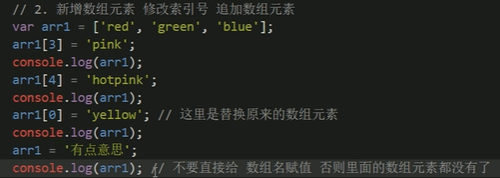 // 2. 新增数组元素 修改索引号 追加数组元素
var arr1 = ['red', 'green', 'blue'];
arr1[3] = 'pink';
console.log(arr1);
arr1[4] = 'hotpink';
console.log(arr1);
arr1[0] = 'yellow'; // 这里是替换原来的数组元素
console.log(arr1);
arr1 = '有点意思';
console.log(arr1); // 不要直接给 数组名赋值 否则里面的数组元素都没有了